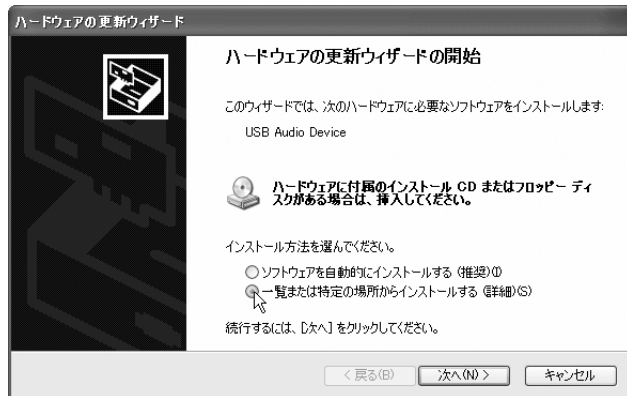 ハードウェアの更新ウィザード
ハードウェアの更新ウィザードの開始
このウィザードでは、次のハードウェアに必要なソフトウェアをインストールします:
USB Audio Device
ハードウェアに付属のインストール CD またはフロッピー ディ
スクがある場合は、挿入してください。
インストール方法を選んでください。
ソフトウェアを自動的にインストールする (推奨)(I)
一覧または特定の場所からインストールする (詳細)(S)
続行するには、[次へ] をクリックしてください。
< 戻る(B) 次へ(N) > キャンセル